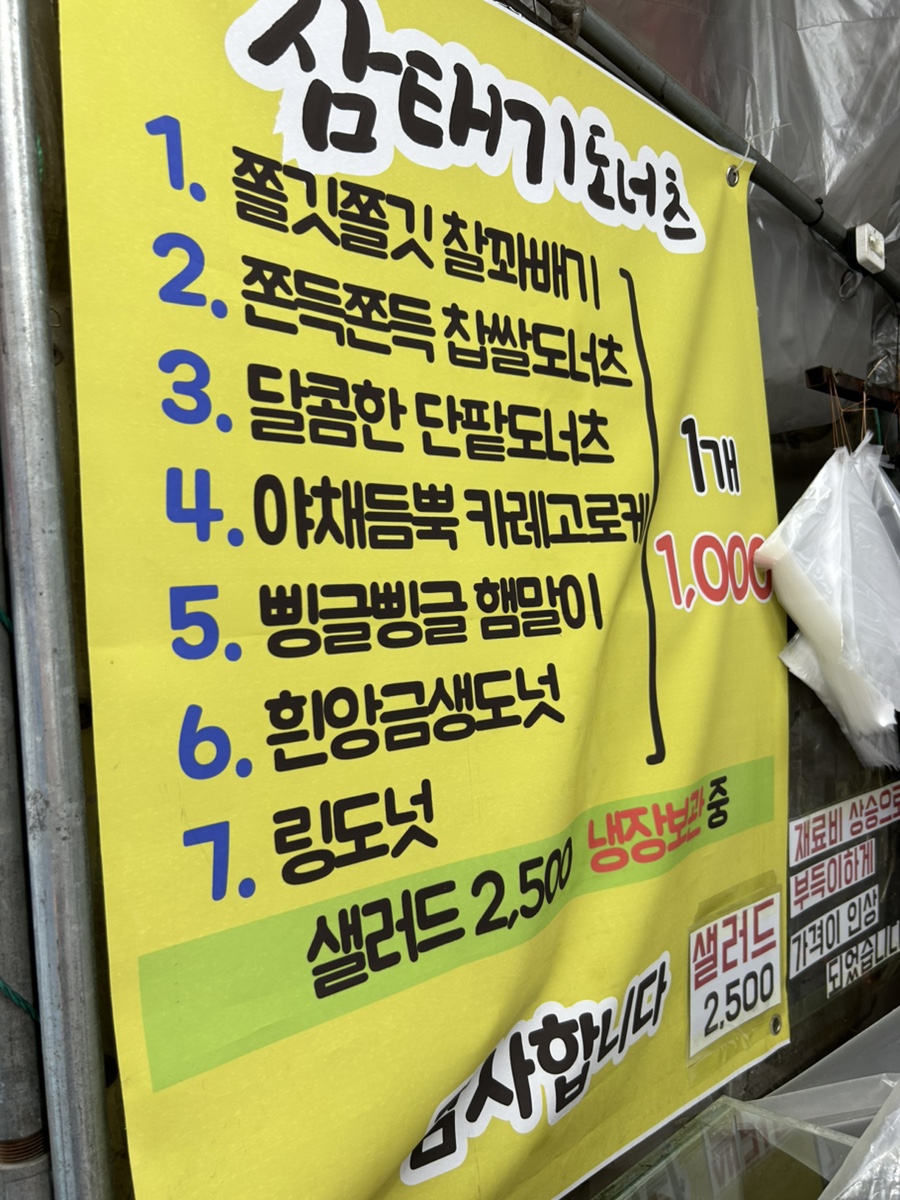 삼태기도너츠
1. 쫄깃쫄깃 찰꽈배기
2. 쫀득쫀득 찹쌀도너츠
3. 달콤한 단팥도너츠
4. 야채듬뿍 카레고로케
5. 삥글삥글 햄말이
6. 흰앙금생도넛
7. 링도넛
1개
1,000
샐러드 2,500 냉장보관 중
감사합니다
샐러드
2,500
재료비 상승으로
부득이하게
가격이 인상
되었습니다